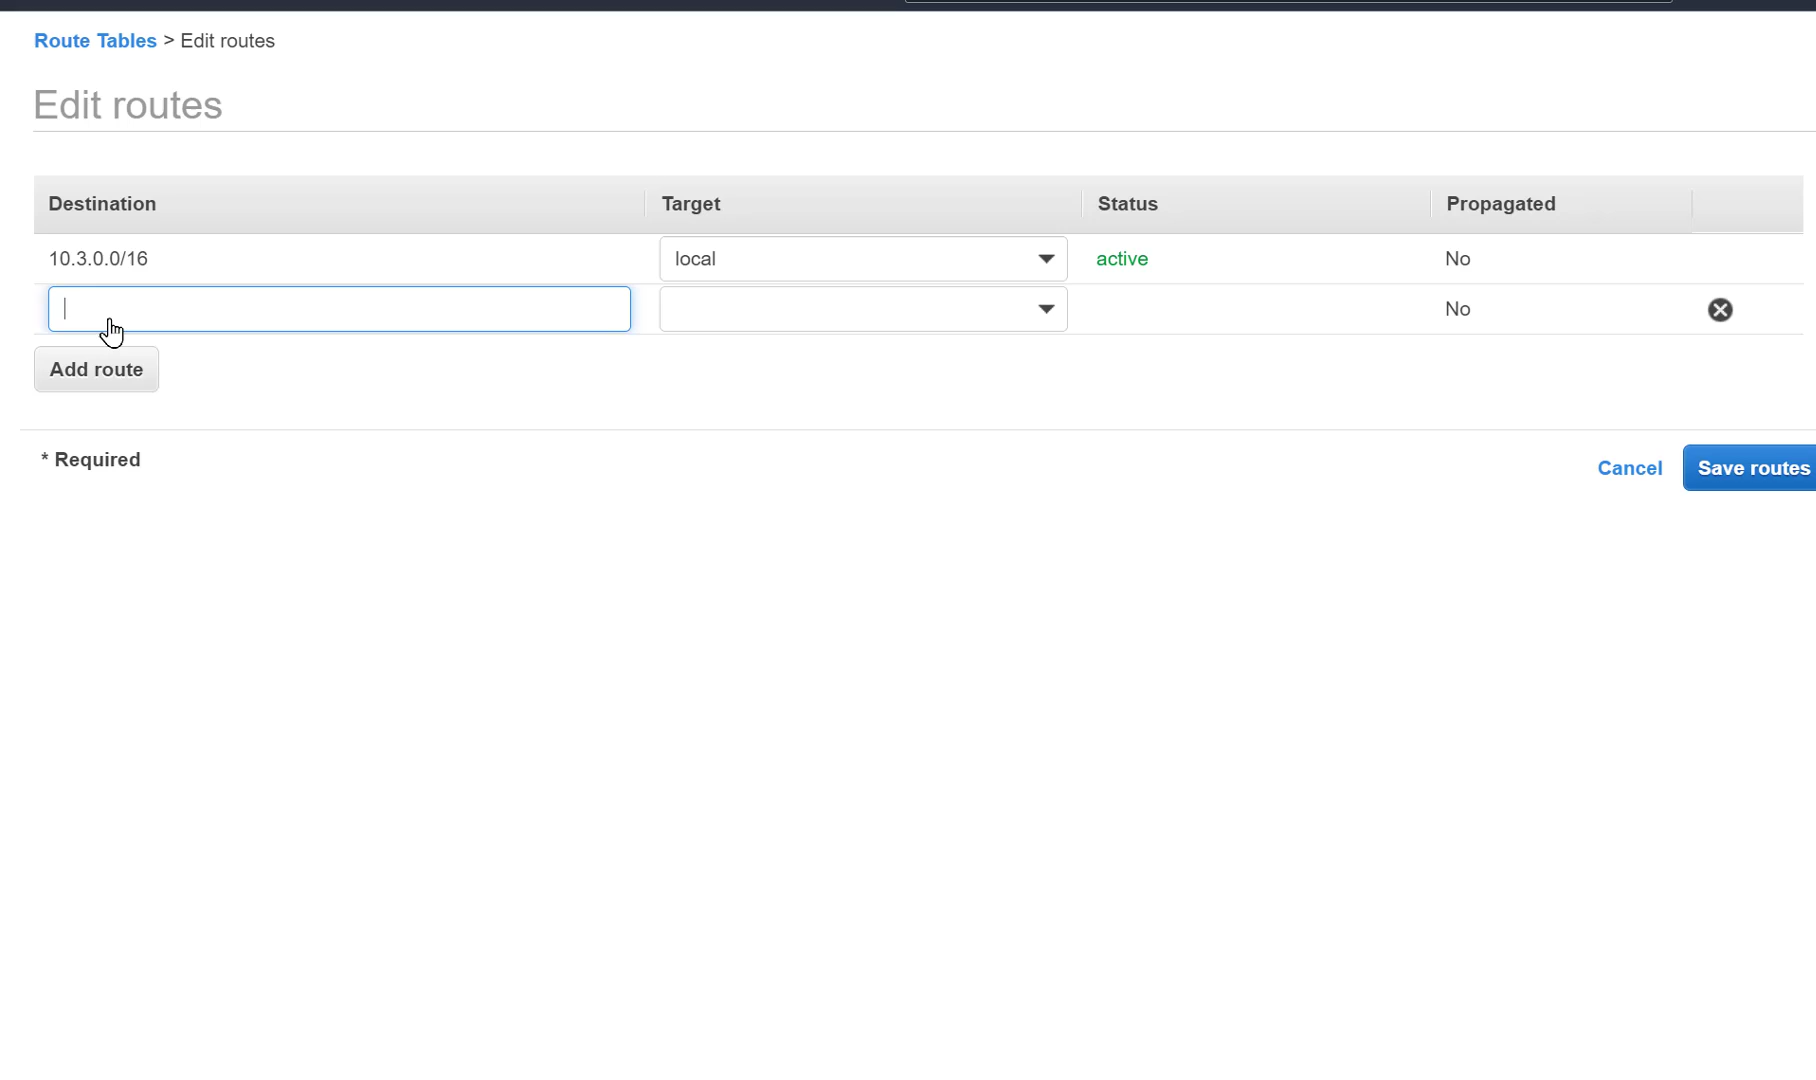 Route Tables > Edit routes
Edit routes
Destination Target Status Propagated
10.3.0.0/16 local active No
No
Add route
* Required
Cancel Save routes